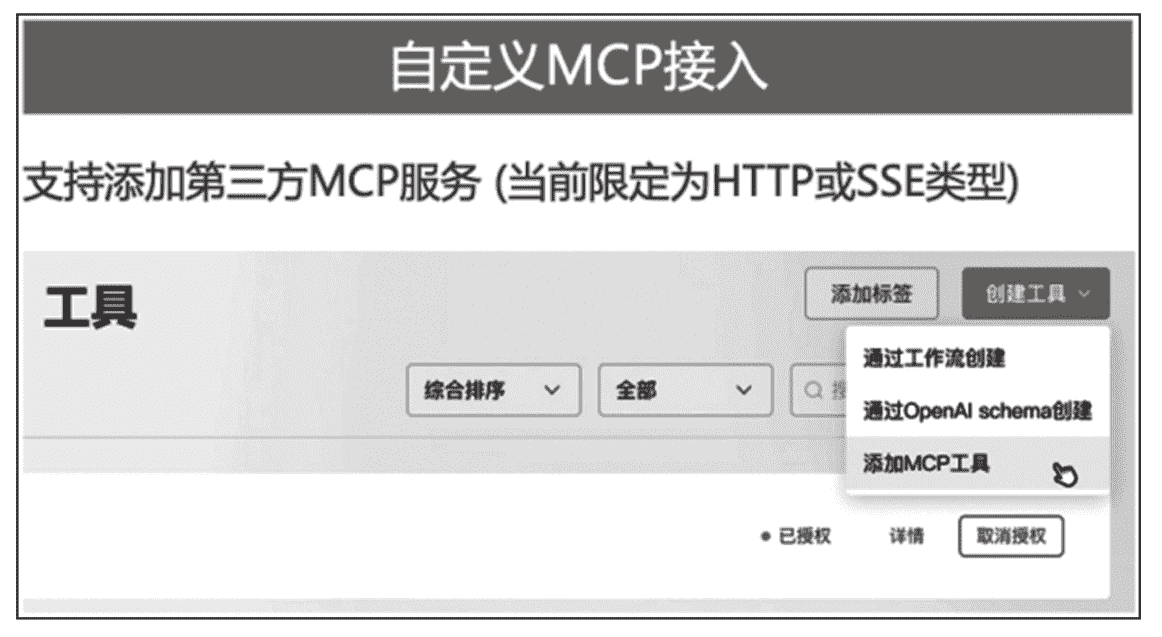 自定义MCP接入
支持添加第三方MCP服务 (当前限定为HTTP或SSE类型)
工具
添加标签
创建工具
综合排序
全部
搜
通过工作流创建
通过OpenAI schema创建
添加MCP工具
已授权
详情
取消授权